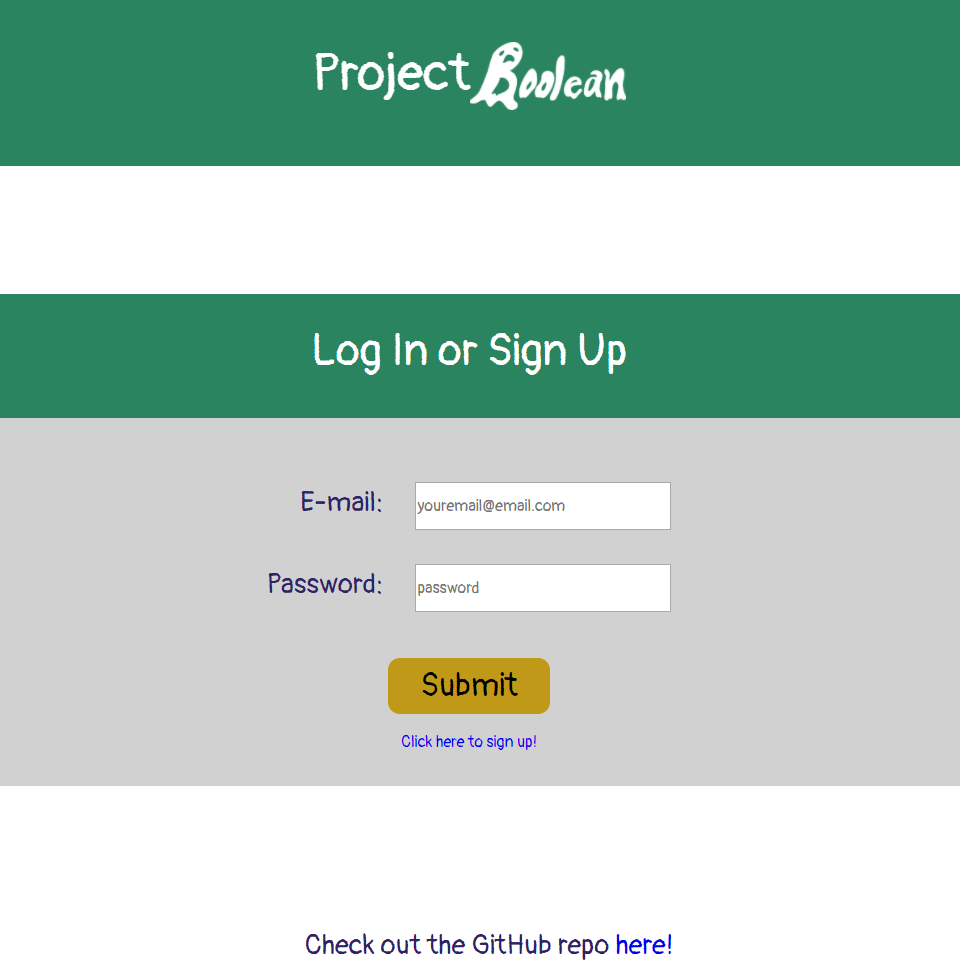 Project Boolean
Log In or Sign Up
E-mail: youremail@email.com
Password: password
Submit
Click here to sign up!
Check out the GitHub repo here!